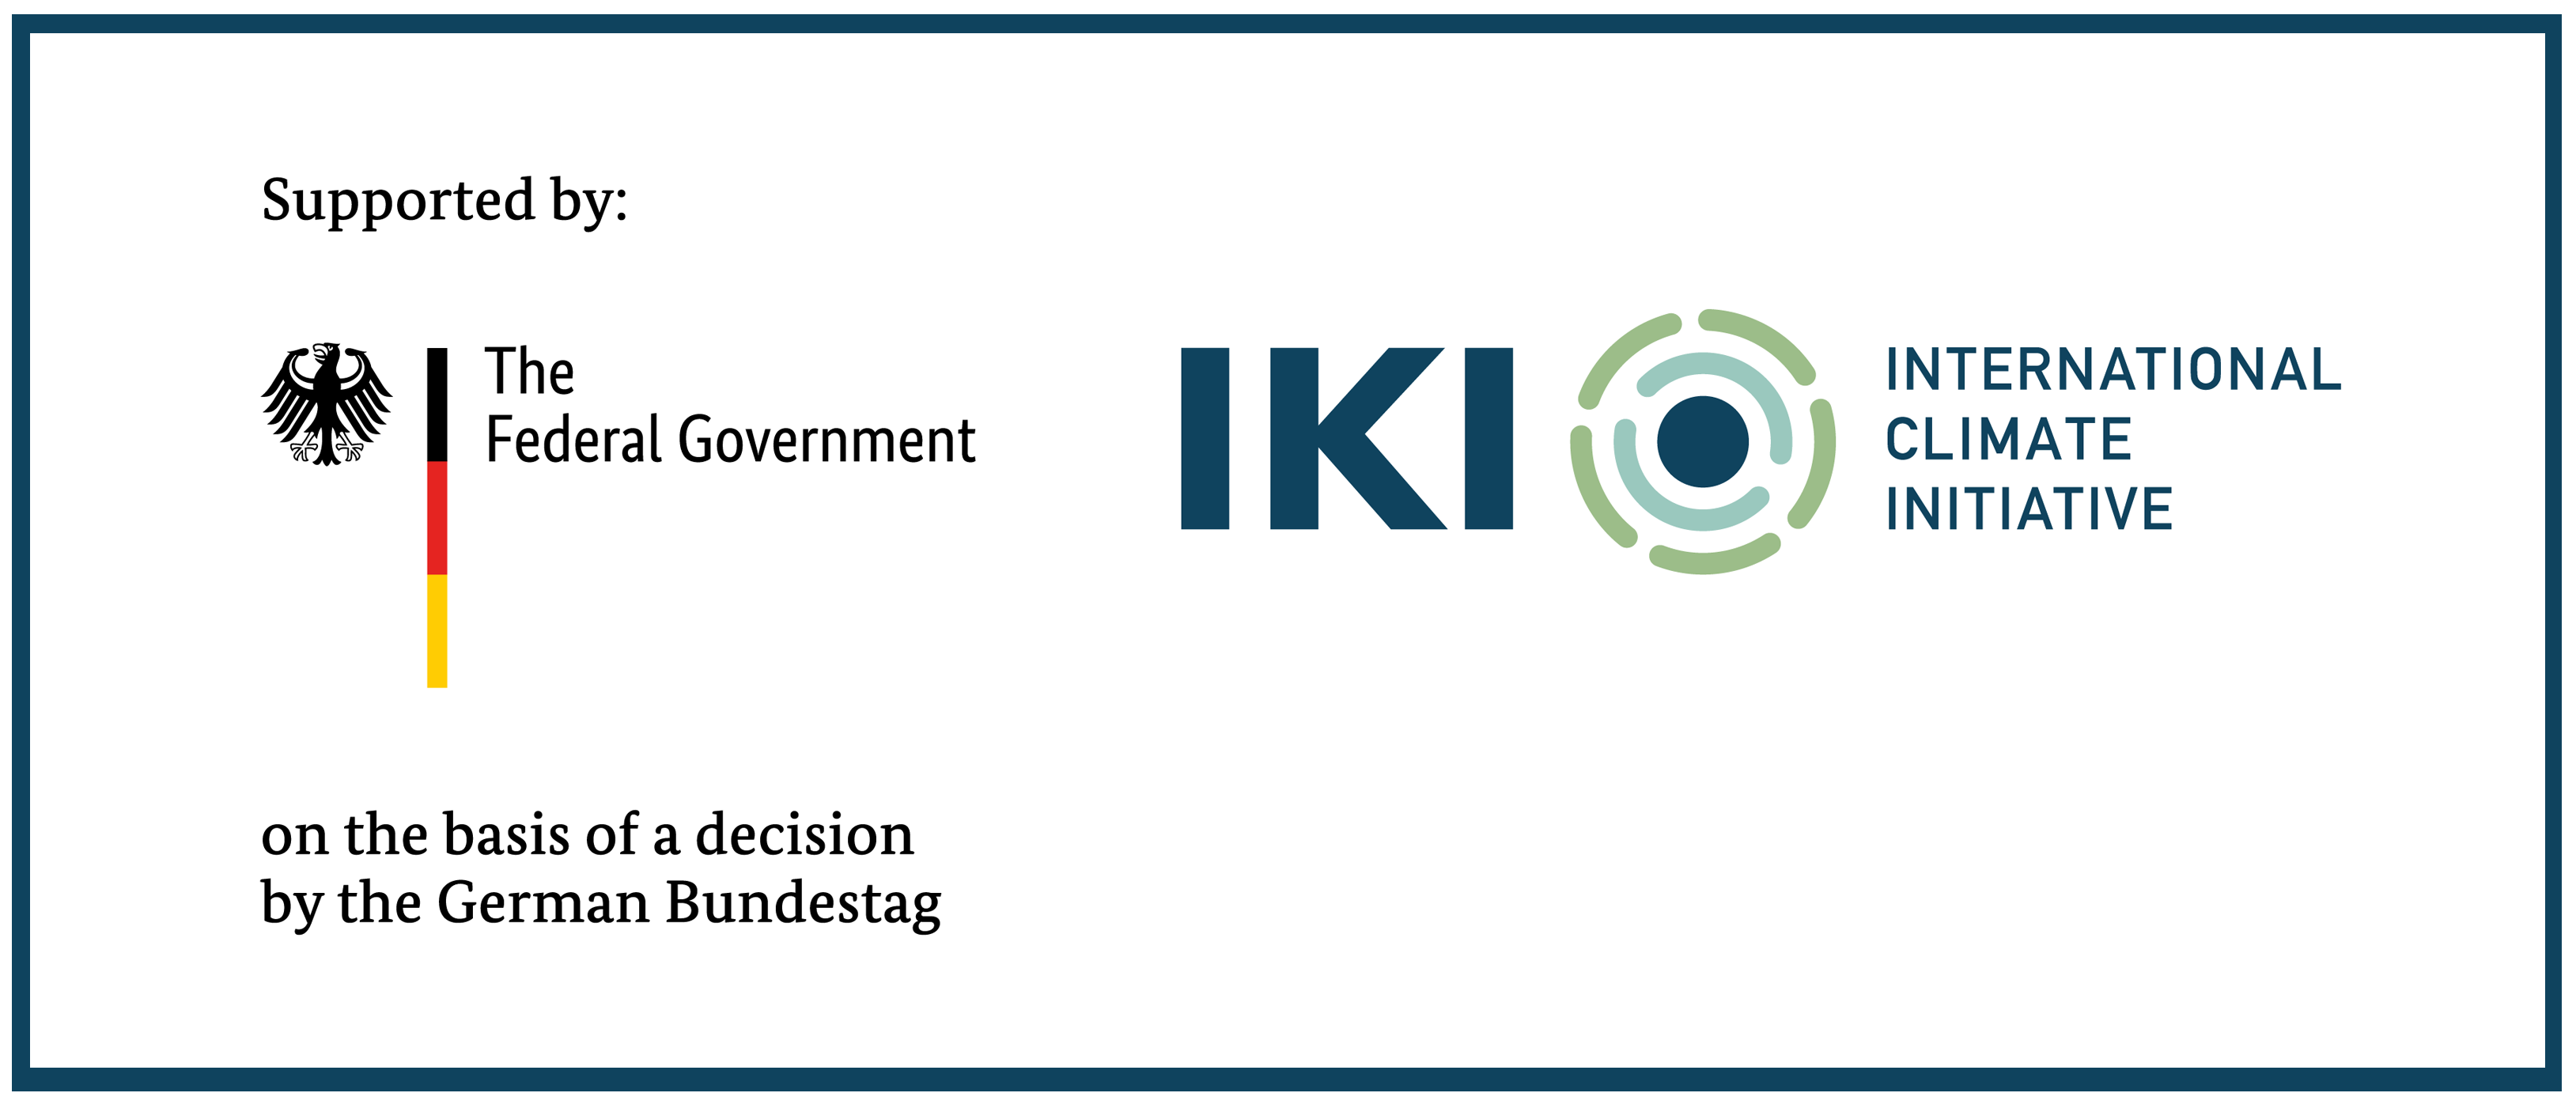 Supported by:
The
Federal Government
on the basis of a decision
by the German Bundestag
IKI
INTERNATIONAL
CLIMATE
INITIATIVE